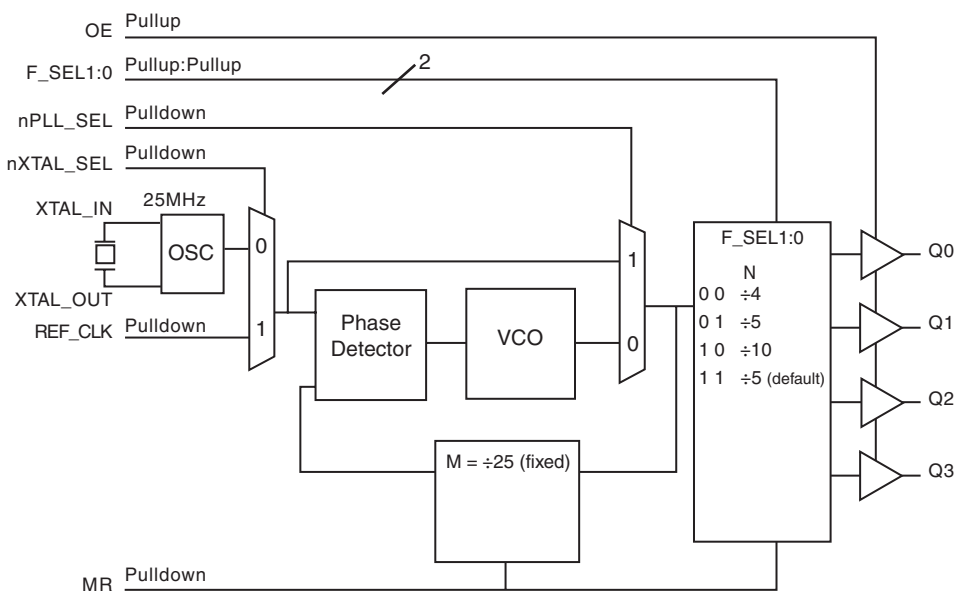 OE Pullup
F_SEL1:0 Pullup:Pullup 2
nPLL_SEL Pulldown
nXTAL_SEL Pulldown
XTAL_IN 25MHz
OSC
XTAL_OUT
REF_CLK Pulldown
0
1
Phase
Detector
VCO
1
0
M = ÷25 (fixed)
F_SEL1:0
N
0 0 ÷4
0 1 ÷5
1 0 ÷10
1 1 ÷5 (default)
Q0
Q1
Q2
Q3
MR Pulldown